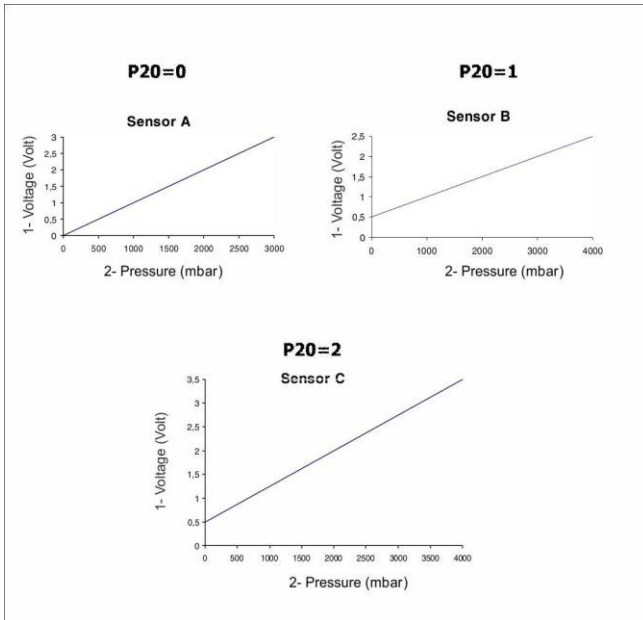 P20=0
Sensor A
1- Voltage (Volt)
3
2,5
2
1,5
1
0,5
0
0 500 1000 1500 2000 2500 3000
2- Pressure (mbar)
P20=1
Sensor B
1- Voltage (Volt)
2,5
2
1,5
1
0,5
0
0 1000 2000 3000 4000
2- Pressure (mbar)
P20=2
Sensor C
1- Voltage (Volt)
3,5
3
2,5
2
1,5
1
0,5
0
0 500 1000 1500 2000 2500 3000 3500 4000
2- Pressure (mbar)